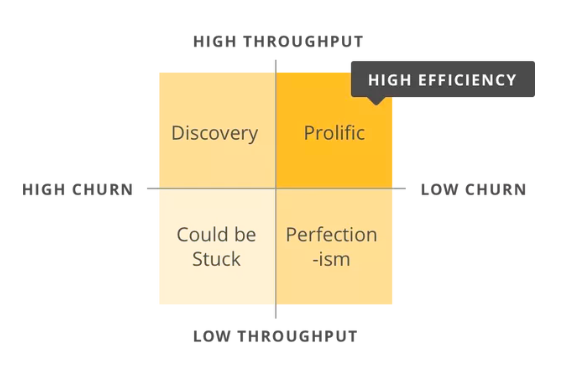 HIGH THROUGHPUT
HIGH EFFICIENCY
Discovery
Prolific
HIGH CHURN
LOW CHURN
Could be
Stuck
Perfection
-ism
LOW THROUGHPUT